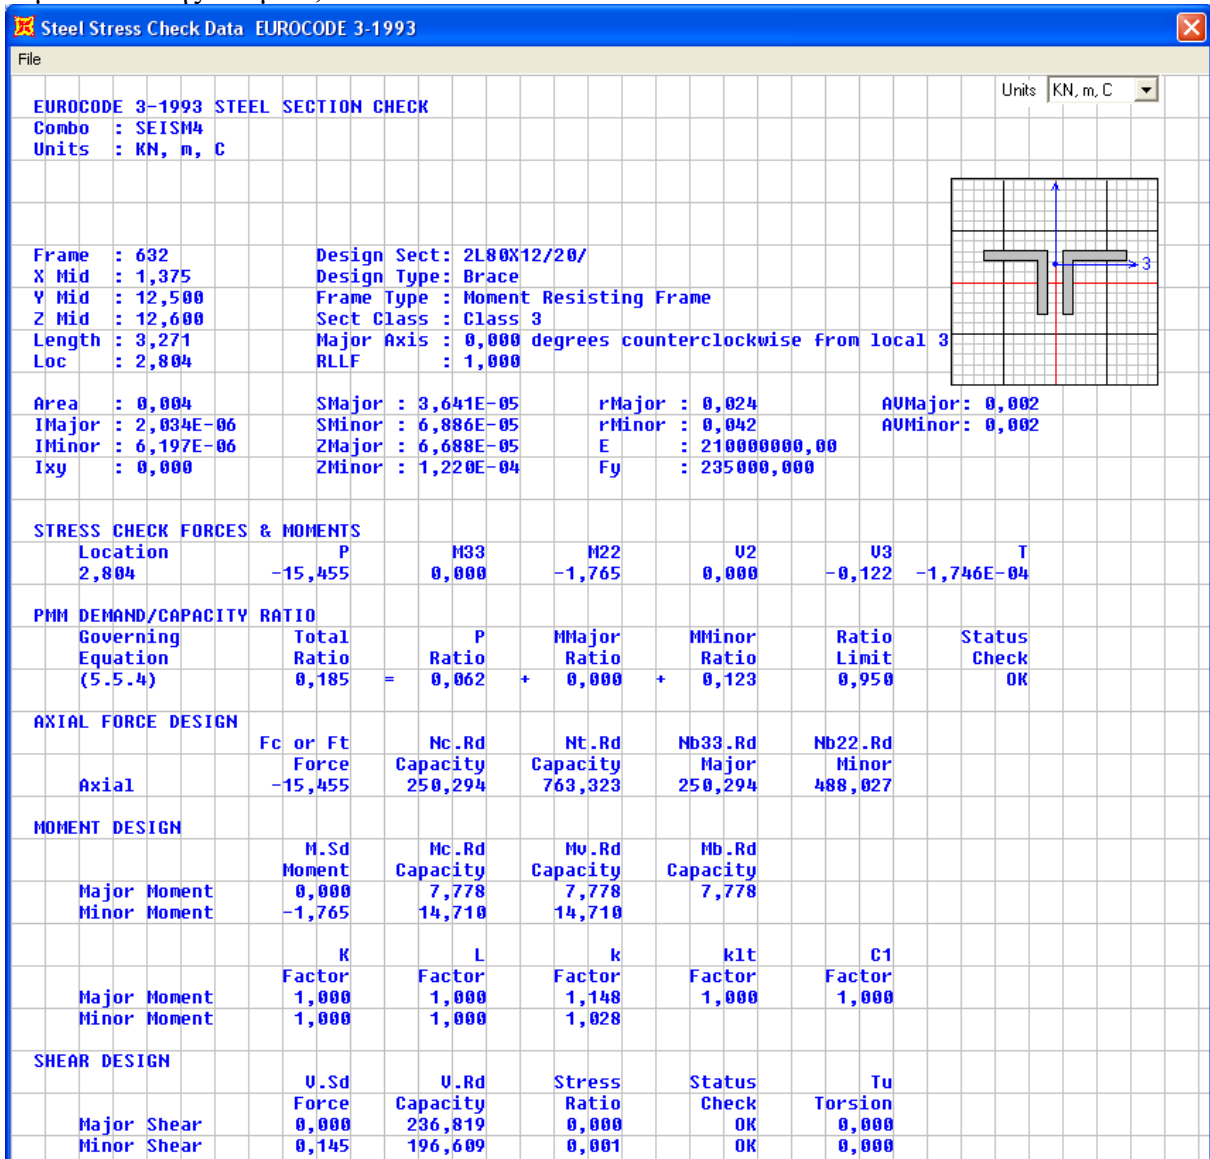 Steel Stress Check Data EUROCODE 3-1993
File
Units KN, m, C
EUROCODE 3-1993 STEEL SECTION CHECK
Combo : SEISM4
Units : KN, m, C
Frame : 632 Design Sect: 2L80X12/20/
X Mid : 1,375 Design Type: Brace
Y Mid : 12,500 Frame Type : Moment Resisting Frame
Z Mid : 12,600 Sect Class : Class 3
Length : 3,271 Major Axis : 0,000 degrees counterclockwise from local 3
Loc : 2,804 RLLF : 1,000
3
Area : 0,004 SMajor : 3,641E-05 rMajor : 0,024 AVMajor: 0,002
IMajor : 2,034E-06 SMinor : 6,886E-05 rMinor : 0,042 AVMinor: 0,002
IMinor : 6,197E-06 ZMajor : 6,688E-05 E : 210000000,00
Ixy : 0,000 ZMinor : 1,220E-04 Fy : 235000,000
STRESS CHECK FORCES & MOMENTS
Location P M33 M22 V2 V3 T
2,804 -15,455 0,000 -1,765 0,000 -0,122 -1,746E-04
PMM DEMAND/CAPACITY RATIO
Governing Total P MMajor MMinor Ratio Status
Equation Ratio Ratio Ratio Ratio Limit Check
(5.5.4) 0,185 = 0,062 + 0,000 + 0,123 0,950 OK
AXIAL FORCE DESIGN
Fc or Ft Nc.Rd Nt.Rd Nb33.Rd Nb22.Rd
Force Capacity Capacity Major Minor
Axial -15,455 250,294 763,323 250,294 488,027
MOMENT DESIGN
M.Sd Mc.Rd Mv.Rd Mb.Rd
Moment Capacity Capacity Capacity
Major Moment 0,000 7,778 7,778 7,778
Minor Moment -1,765 14,710 14,710
K L k klt C1
Factor Factor Factor Factor Factor
Major Moment 1,000 1,000 1,148 1,000 1,000
Minor Moment 1,000 1,000 1,028
SHEAR DESIGN
V.Sd V.Rd Stress Status Tu
Force Capacity Ratio Check Torsion
Major Shear 0,000 236,819 0,000 OK 0,000
Minor Shear 0,145 196,609 0,001 OK 0,000